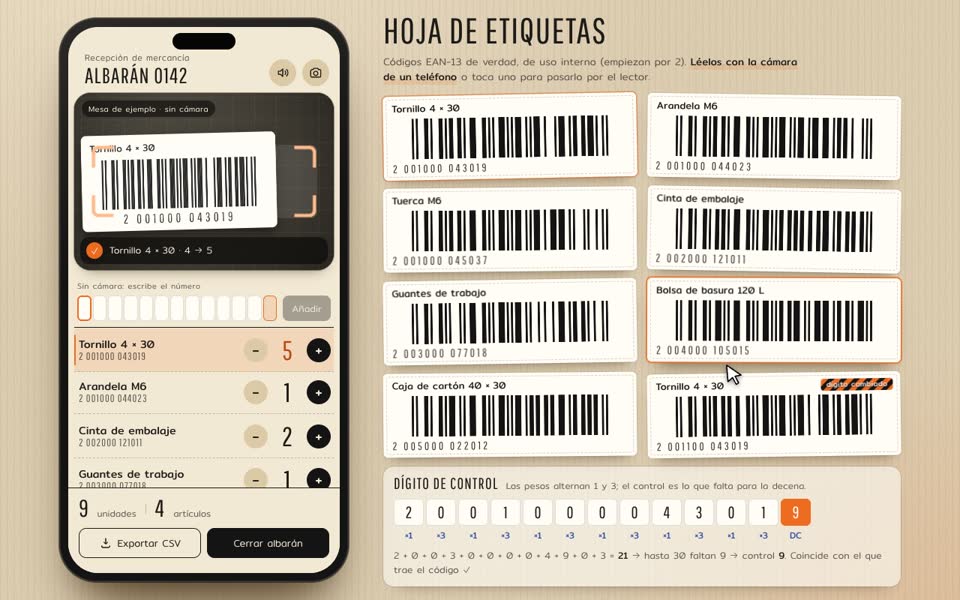 Recepción de mercancía
ALBARÁN 0142
Mesa de ejemplo · sin cámara
Tornillo 4 × 30
2 001000 043019
Tornillo 4 × 30 · 4 → 5
Sin cámara: escribe el número
Añadir
Tornillo 4 × 30
2 001000 043019
− 5 +
Arandela M6
2 001000 044023
− 1 +
Cinta de embalaje
2 002000 121011
− 2 +
Guantes de trabajo
2 003000 077018
− 1 +
9 unidades 4 artículos
Exportar CSV
Cerrar albarán
HOJA DE ETIQUETAS
Códigos EAN-13 de verdad, de uso interno (empiezan por 2). Léelos con la cámara
de un teléfono o toca uno para pasarlo por el lector.
Tornillo 4 × 30
2 001000 043019
Arandela M6
2 001000 044023
Tuerca M6
2 001000 045037
Cinta de embalaje
2 002000 121011
Guantes de trabajo
2 003000 077018
Bolsa de basura 120 L
2 004000 105015
Caja de cartón 40 × 30
2 005000 022012
Tornillo 4 × 30
dígito cambiado
2 001100 043019
DÍGITO DE CONTROL Los pesos alternan 1 y 3; el control es lo que falta para la decena.
2 0 0 1 0 0 0 0 4 3 0 1 9
×1 ×3 ×1 ×3 ×1 ×3 ×1 ×3 ×1 ×3 ×1 ×3 DC
2 + 0 + 0 + 3 + 0 + 0 + 0 + 0 + 4 + 9 + 0 + 3 = 21 → hasta 30 faltan 9 → control 9. Coincide con el que
trae el código ✓